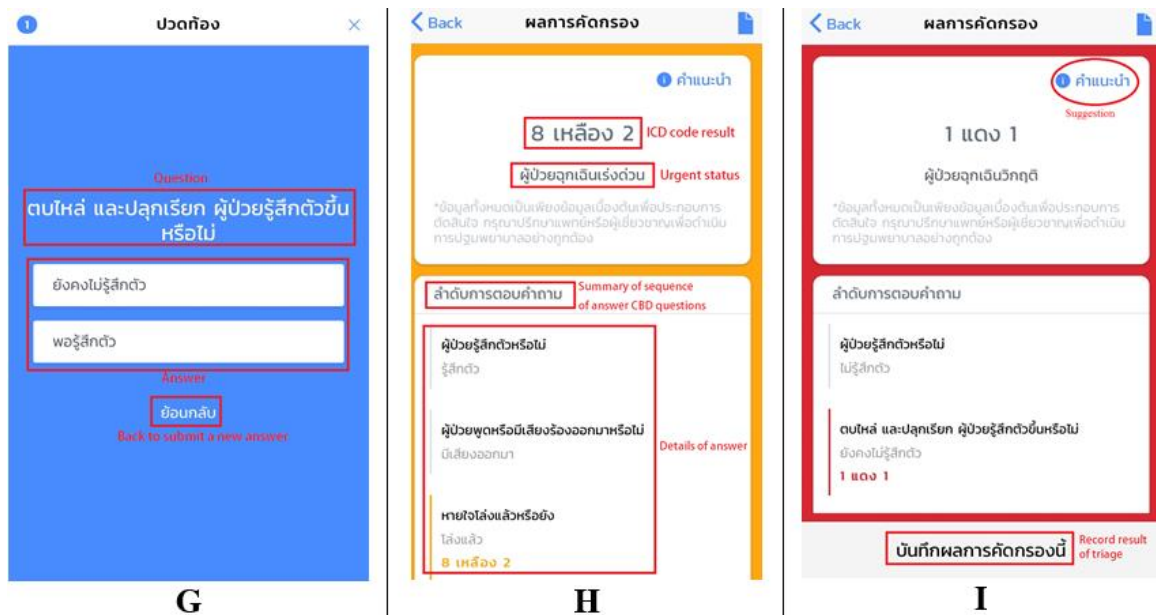 1
ปวดท้อง
×
Question
ตบไหล่ และปลุกเรียก ผู้ป่วยรู้สึกตัวขึ้น
หรือไม่
ยังคงไม่รู้สึกตัว
พอรู้สึกตัว
Answer
ย้อนกลับ
Back to submit a new answer
G
Back
ผลการคัดกรอง
คำแนะนำ
8 เหลือง 2
ICD code result
ผู้ป่วยฉุกเฉินเร่งด่วน
Urgent status
*ข้อมูลทั้งหมดเป็นเพียงข้อมูลเบื้องต้นเพื่อประกอบการ
ตัดสินใจ กรุณาปรึกษาแพทย์หรือผู้เชี่ยวชาญเพื่อดำเนิน
การปฐมพยาบาลอย่างถูกต้อง
ลำดับการตอบคำถาม
Summary of sequence
of answer CBD questions
ผู้ป่วยรู้สึกตัวหรือไม่
รู้สึกตัว
ผู้ป่วยพูดหรือมีเสียงร้องออกมาหรือไม่
มีเสียงออกมา
Details of answer
หายใจโล่งแล้วหรือยัง
โล่งแล้ว
8 เหลือง 2
H
Back
ผลการคัดกรอง
คำแนะนำ
Suggestion
1 แดง 1
ผู้ป่วยฉุกเฉินวิกฤติ
*ข้อมูลทั้งหมดเป็นเพียงข้อมูลเบื้องต้นเพื่อประกอบการ
ตัดสินใจ กรุณาปรึกษาแพทย์หรือผู้เชี่ยวชาญเพื่อดำเนิน
การปฐมพยาบาลอย่างถูกต้อง
ลำดับการตอบคำถาม
ผู้ป่วยรู้สึกตัวหรือไม่
ไม่รู้สึกตัว
ตบไหล่ และปลุกเรียก ผู้ป่วยรู้สึกตัวขึ้นหรือไม่
ยังคงไม่รู้สึกตัว
1 แดง 1
บันทึกผลการคัดกรองนี้
Record result
of triage
I